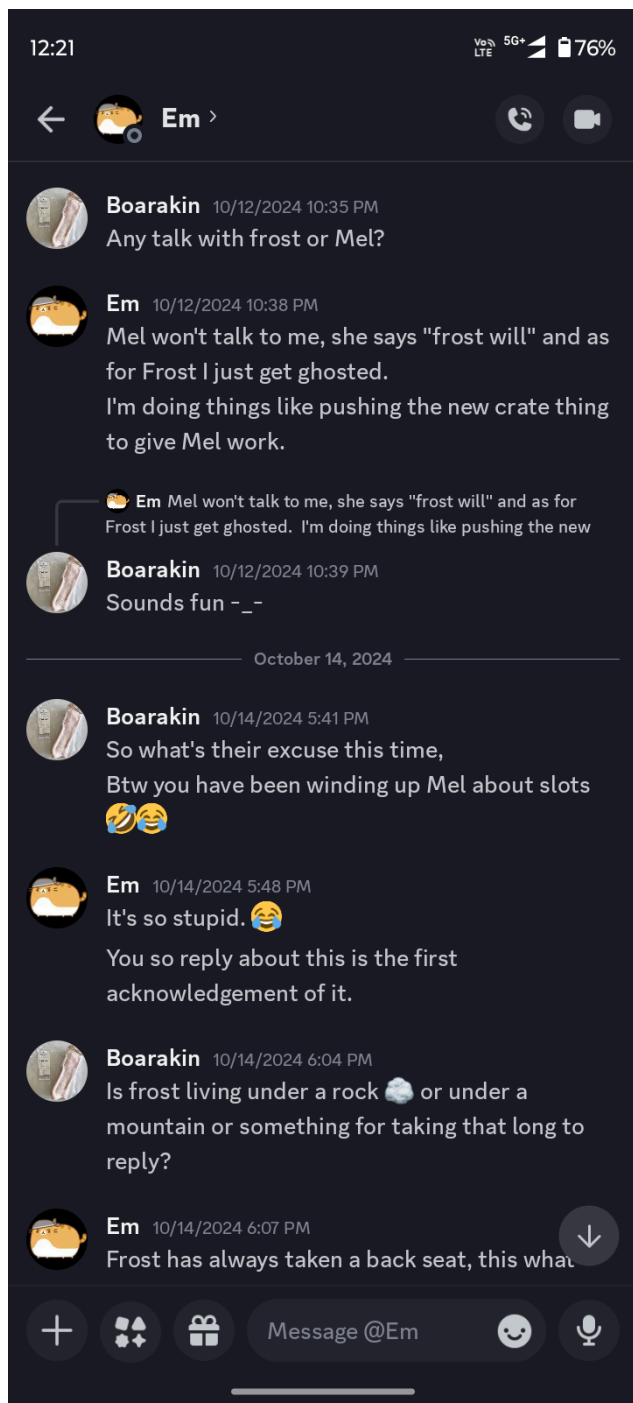 12:21
Vo LTE 5G+ 76%
Em
Boarakin 10/12/2024 10:35 PM
Any talk with frost or Mel?
Em 10/12/2024 10:38 PM
Mel won't talk to me, she says "frost will" and as
for Frost I just get ghosted.
I'm doing things like pushing the new crate thing
to give Mel work.
Em Mel won't talk to me, she says "frost will" and as for
Frost I just get ghosted. I'm doing things like pushing the new
Boarakin 10/12/2024 10:39 PM
Sounds fun -_-
October 14, 2024
Boarakin 10/14/2024 5:41 PM
So what's their excuse this time,
Btw you have been winding up Mel about slots
🤣😂
Em 10/14/2024 5:48 PM
It's so stupid. 😂
You so reply about this is the first
acknowledgement of it.
Boarakin 10/14/2024 6:04 PM
Is frost living under a rock 🪨 or under a
mountain or something for taking that long to
reply?
Em 10/14/2024 6:07 PM
Frost has always taken a back seat, this what
Message @Em